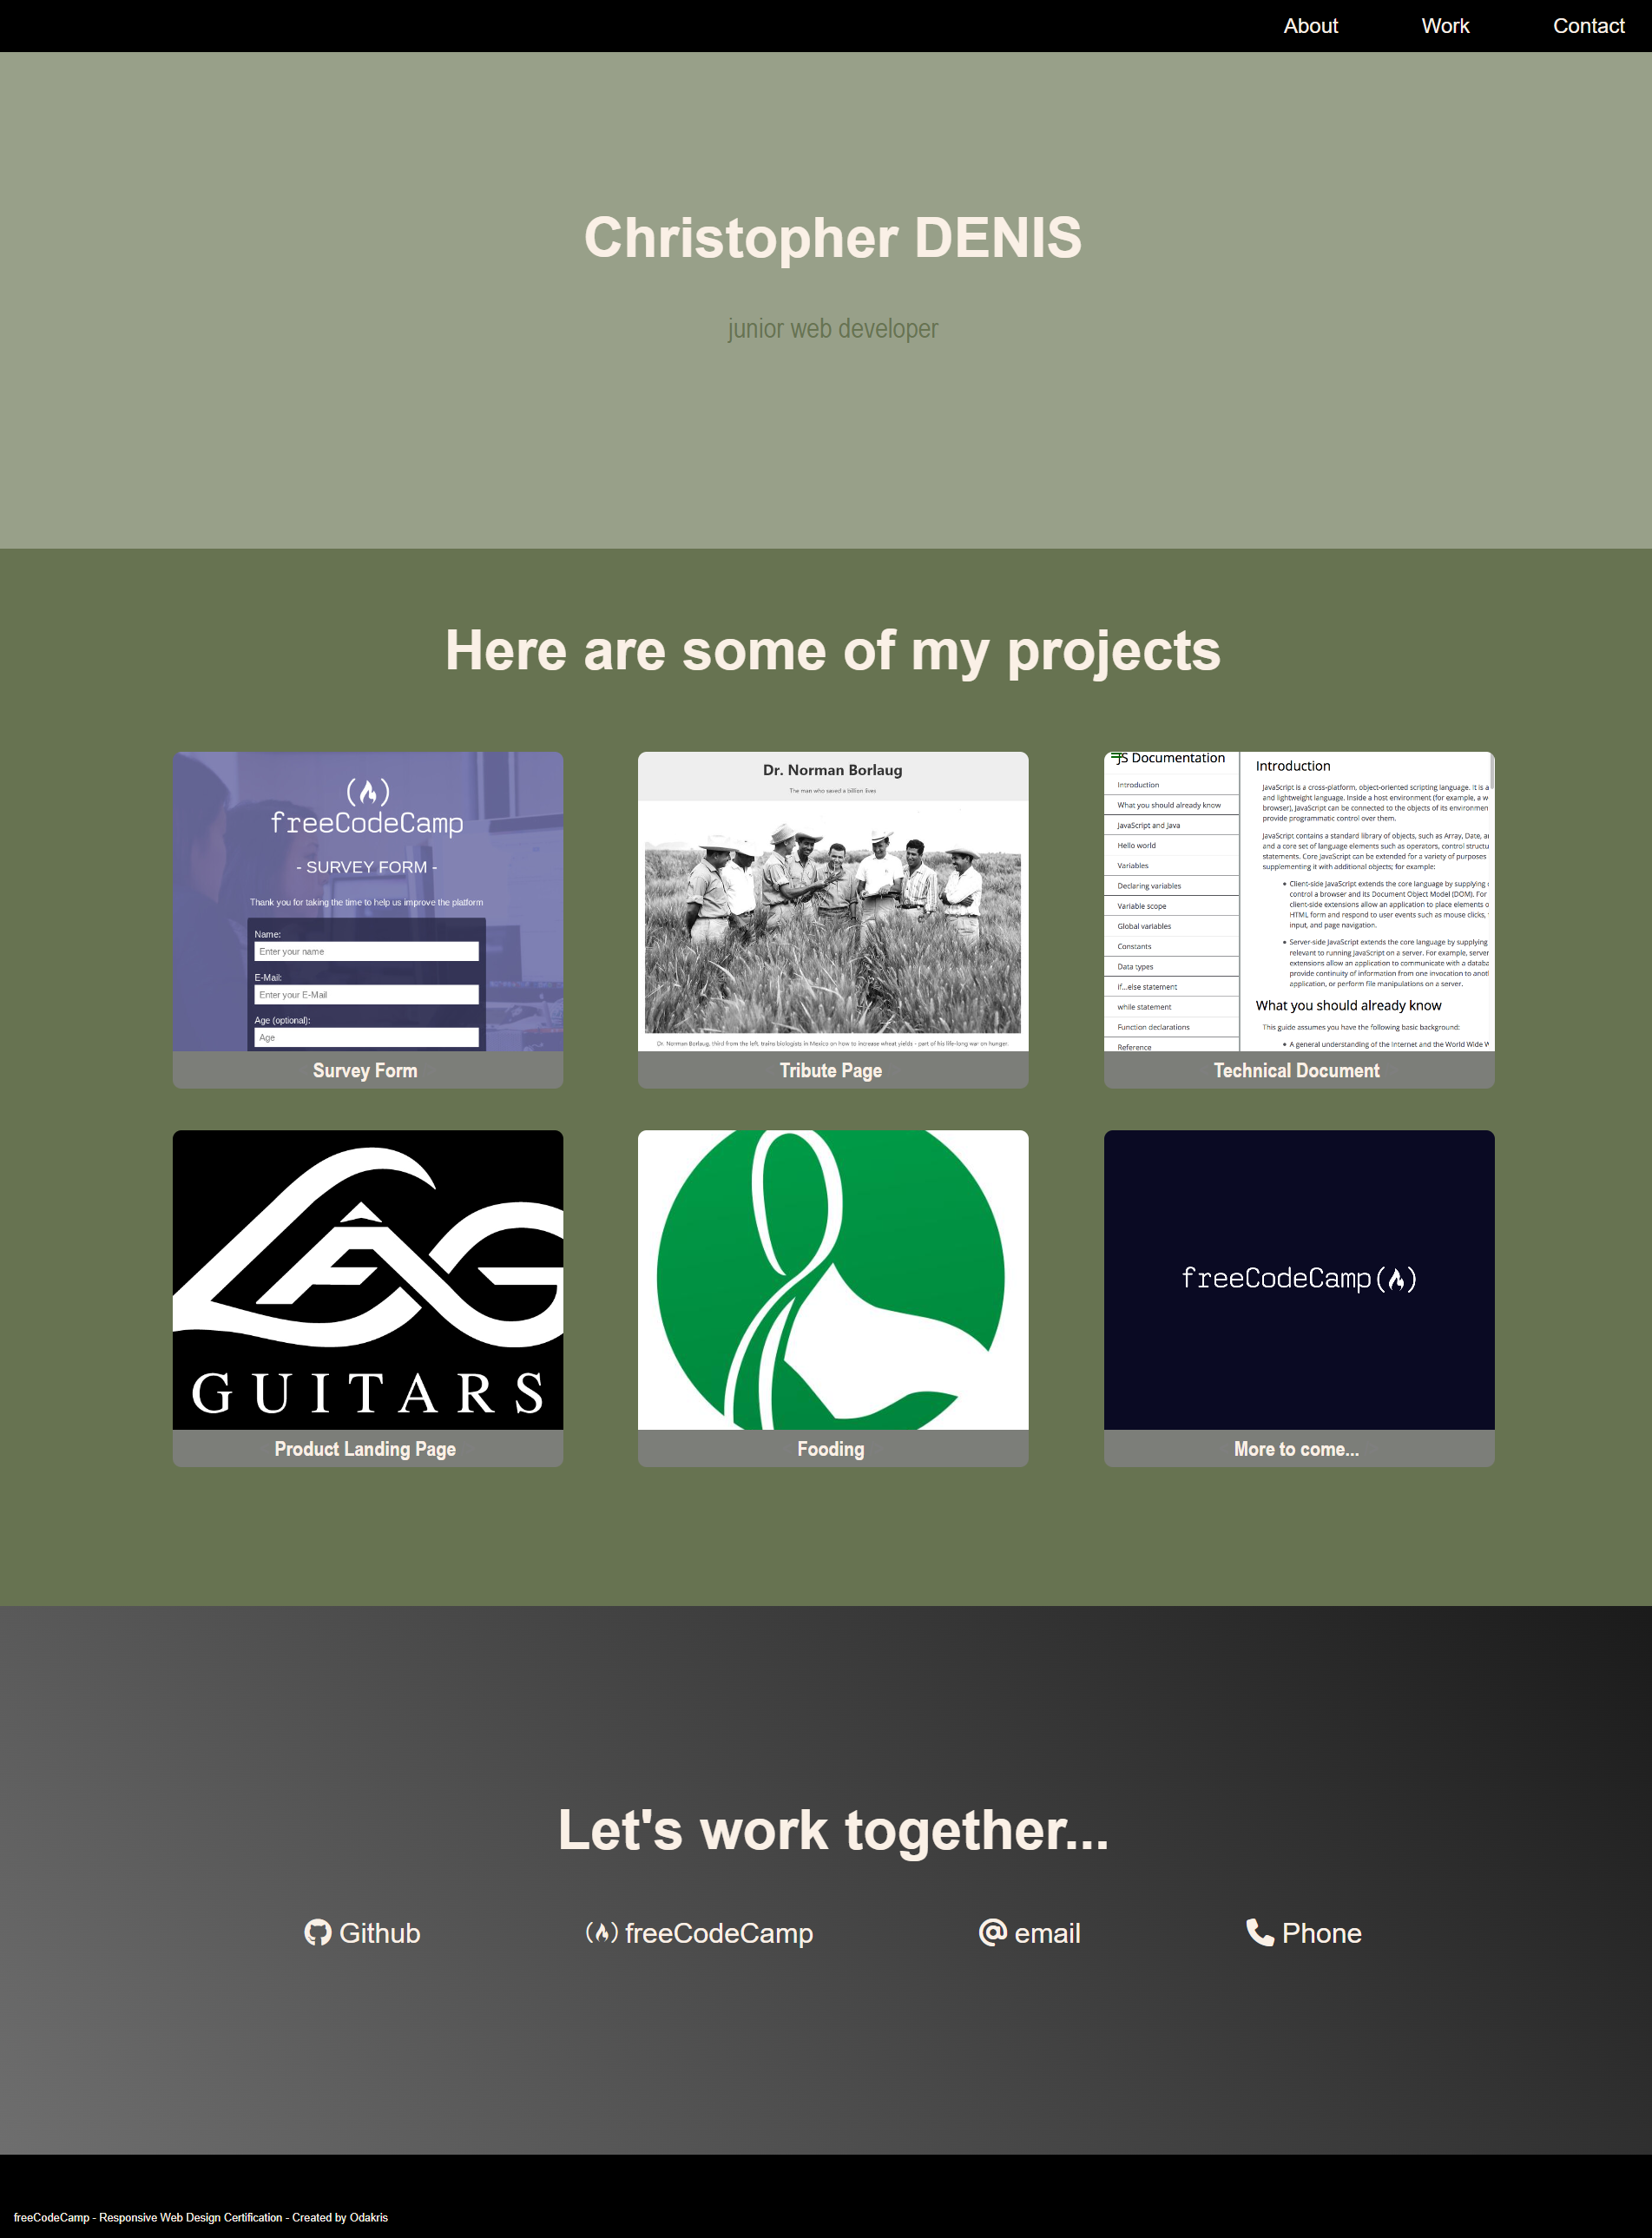 About Work Contact
Christopher DENIS
junior web developer
Here are some of my projects
(🔥)
freeCodeCamp
- SURVEY FORM -
Thank you for taking the time to help us improve the platform
Name:
Enter your name
E-Mail:
Enter your E-Mail
Age (optional):
Age
Survey Form
Dr. Norman Borlaug
The man who saved a billion lives
Dr. Norman Borlaug, third from the left, trains biologists in Mexico on how to increase wheat yields - part of his life-long war on hunger.
Tribute Page
JS Documentation
Introduction
What you should already know
JavaScript and Java
Hello world
Variables
Declaring variables
Variable scope
Global variables
Constants
Data types
if...else statement
while statement
Function declarations
Reference
Introduction
JavaScript is a cross-platform, object-oriented scripting language. It is a
and lightweight language. Inside a host environment (for example, a w
browser), JavaScript can be connected to the objects of its environmen
provide programmatic control over them.
JavaScript contains a standard library of objects, such as Array, Date, a
and a core set of language elements such as operators, control structu
statements. Core JavaScript can be extended for a variety of purposes
supplementing it with additional objects; for example:
• Client-side JavaScript extends the core language by supplying
control a browser and its Document Object Model (DOM). For
client-side extensions allow an application to place elements o
HTML form and respond to user events such as mouse clicks,
input, and page navigation.
• Server-side JavaScript extends the core language by supplying
relevant to running JavaScript on a server. For example, server
extensions allow an application to communicate with a databa
provide continuity of information from one invocation to anot
application, or perform file manipulations on a server.
What you should already know
This guide assumes you have the following basic background:
• A general understanding of the Internet and the World Wide
Technical Document
LÂG
GUITARS
Product Landing Page
Fooding
freeCodeCamp(🔥)
More to come...
Let's work together...
Github (🔥) freeCodeCamp @ email Phone
freeCodeCamp - Responsive Web Design Certification - Created by Odakris